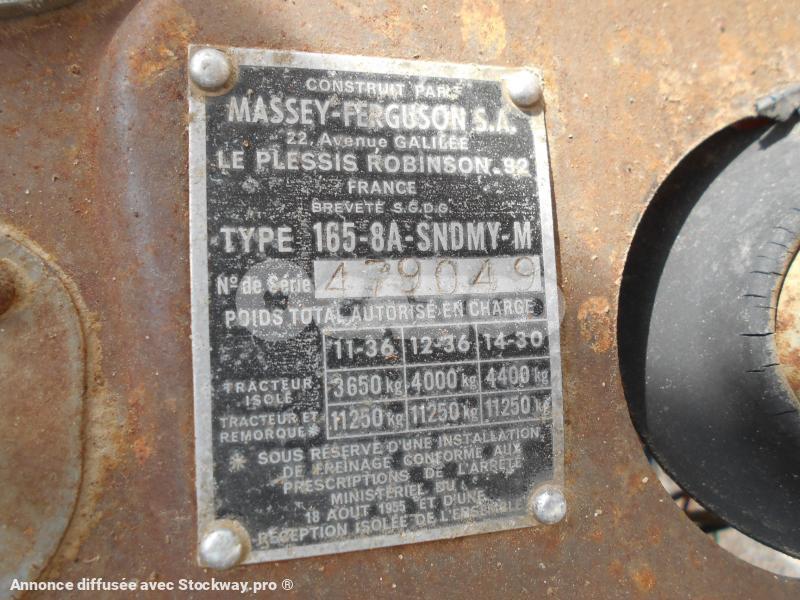 CONSTRUIT PAR
MASSEY-FERGUSON S.A.
22, Avenue GALILÉE
LE PLESSIS ROBINSON.92
FRANCE
BREVETÉ S.G.D.G.
TYPE 165-8A-SNDMY-M
Nº de Série 479049
POIDS TOTAL AUTORISÉ EN CHARGE
11-36 12-36 14-30
TRACTEUR ISOLÉ 3650 kg 4000 kg 4400 kg
TRACTEUR ET REMORQUE* 11250 kg 11250 kg 11250 kg
* SOUS RÉSERVE D'UNE INSTALLATION
DE FREINAGE CONFORME AUX
PRESCRIPTIONS DE L'ARRÊTÉ
MINISTÉRIEL DU
18 AOUT 1955 ET D'UNE
RÉCEPTION ISOLÉE DE L'ENSEMBLE
Annonce diffusée avec Stockway.pro ®